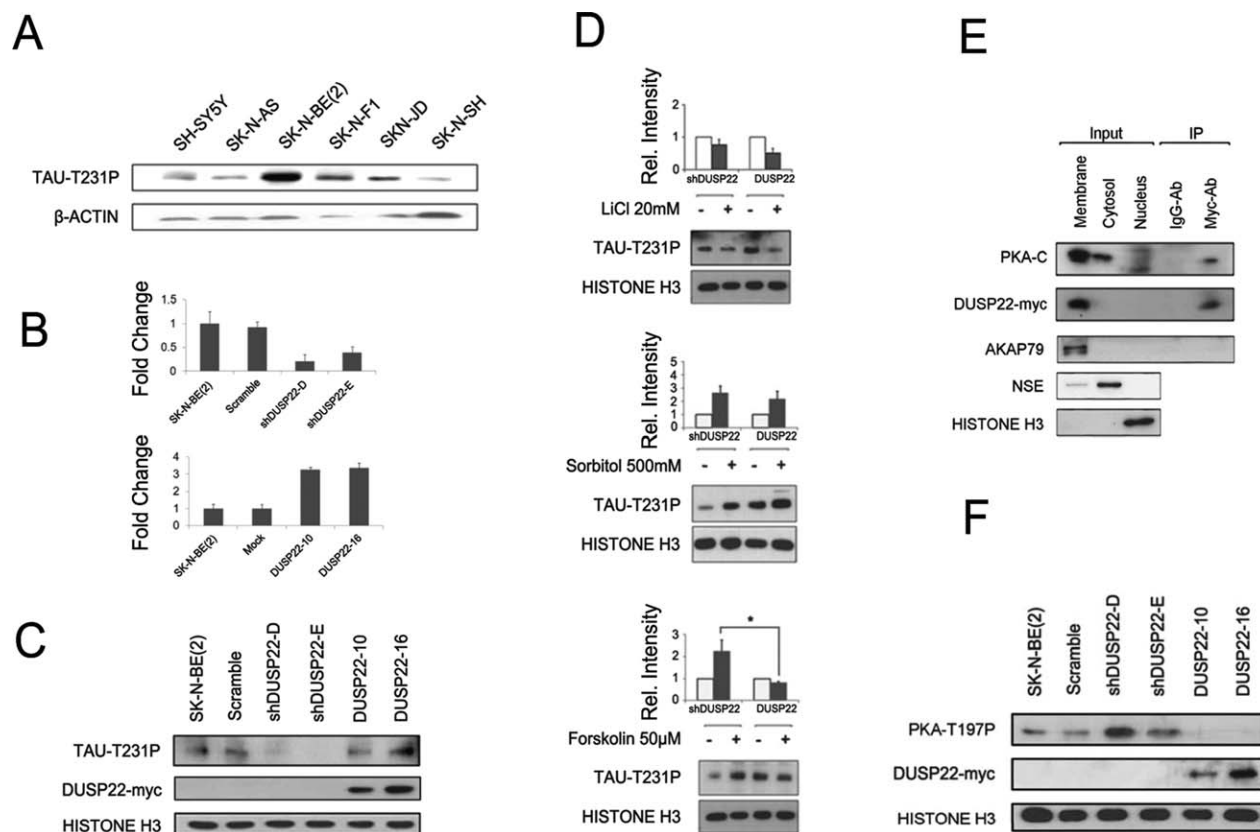 A
SH-SY5Y
SK-N-AS
SK-N-BE(2)
SK-N-F1
SKN-JD
SK-N-SH
TAU-T231P
β-ACTIN
B
Fold Change
1.5
1
0.5
0
SK-N-BE(2)
Scramble
shDUSP22-D
shDUSP22-E
Fold Change
4
3
2
1
0
SK-N-BE(2)
Mock
DUSP22-10
DUSP22-16
C
SK-N-BE(2)
Scramble
shDUSP22-D
shDUSP22-E
DUSP22-10
DUSP22-16
TAU-T231P
DUSP22-myc
HISTONE H3
D
Rel. Intensity
2
1
0
shDUSP22 DUSP22
LiCl 20mM - + - +
TAU-T231P
HISTONE H3
Rel. Intensity
5
4
3
2
1
0
shDUSP22 DUSP22
Sorbitol 500mM - + - +
TAU-T231P
HISTONE H3
Rel. Intensity
*
3
2
1
0
shDUSP22 DUSP22
Forskolin 50µM - + - +
TAU-T231P
HISTONE H3
E
Input IP
Membrane
Cytosol
Nucleus
IgG-Ab
Myc-Ab
PKA-C
DUSP22-myc
AKAP79
NSE
HISTONE H3
F
SK-N-BE(2)
Scramble
shDUSP22-D
shDUSP22-E
DUSP22-10
DUSP22-16
PKA-T197P
DUSP22-myc
HISTONE H3